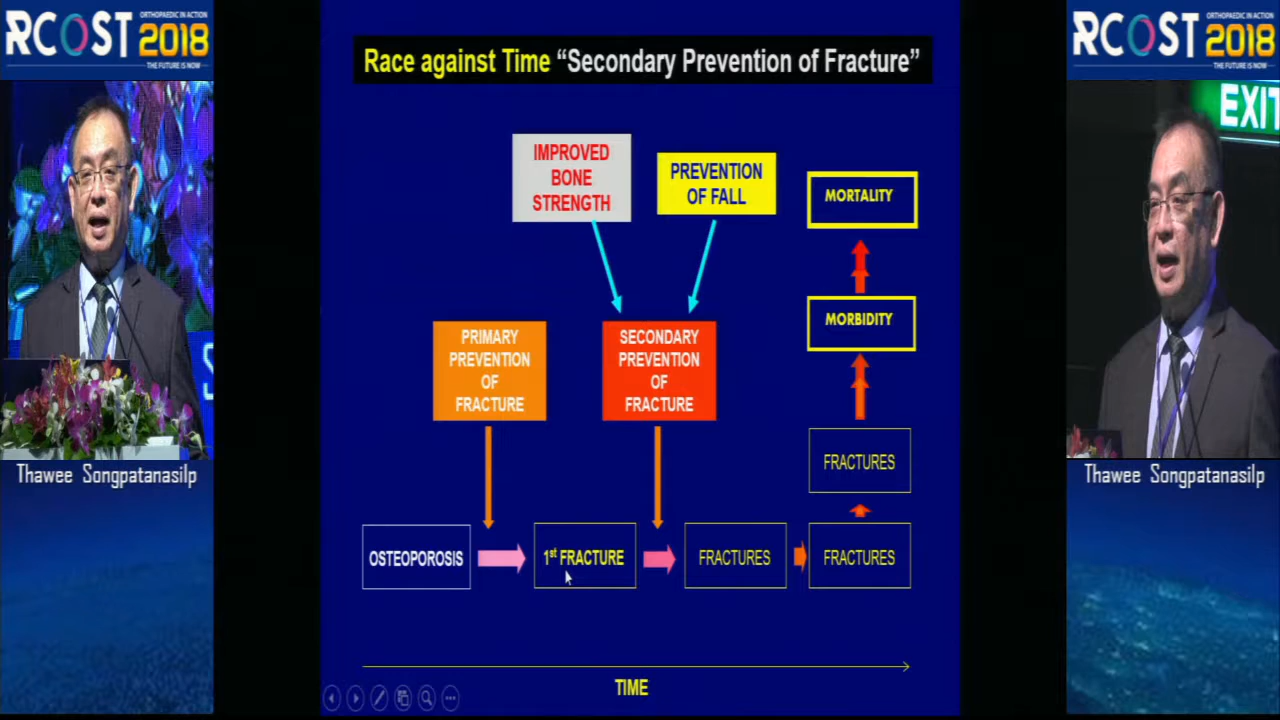 ORTHOPAEDIC IN ACTION
RCOST
2018
THE FUTURE IS NOW
Thawee Songpatanasilp
Race against Time “Secondary Prevention of Fracture”
IMPROVED
BONE
STRENGTH
PREVENTION
OF FALL
MORTALITY
MORBIDITY
PRIMARY
PREVENTION
OF
FRACTURE
SECONDARY
PREVENTION
OF
FRACTURE
FRACTURES
OSTEOPOROSIS
1st FRACTURE
FRACTURES
FRACTURES
TIME
ORTHOPAEDIC IN ACTION
RCOST
2018
THE FUTURE IS NOW
EXIT
Thawee Songpatanasilp